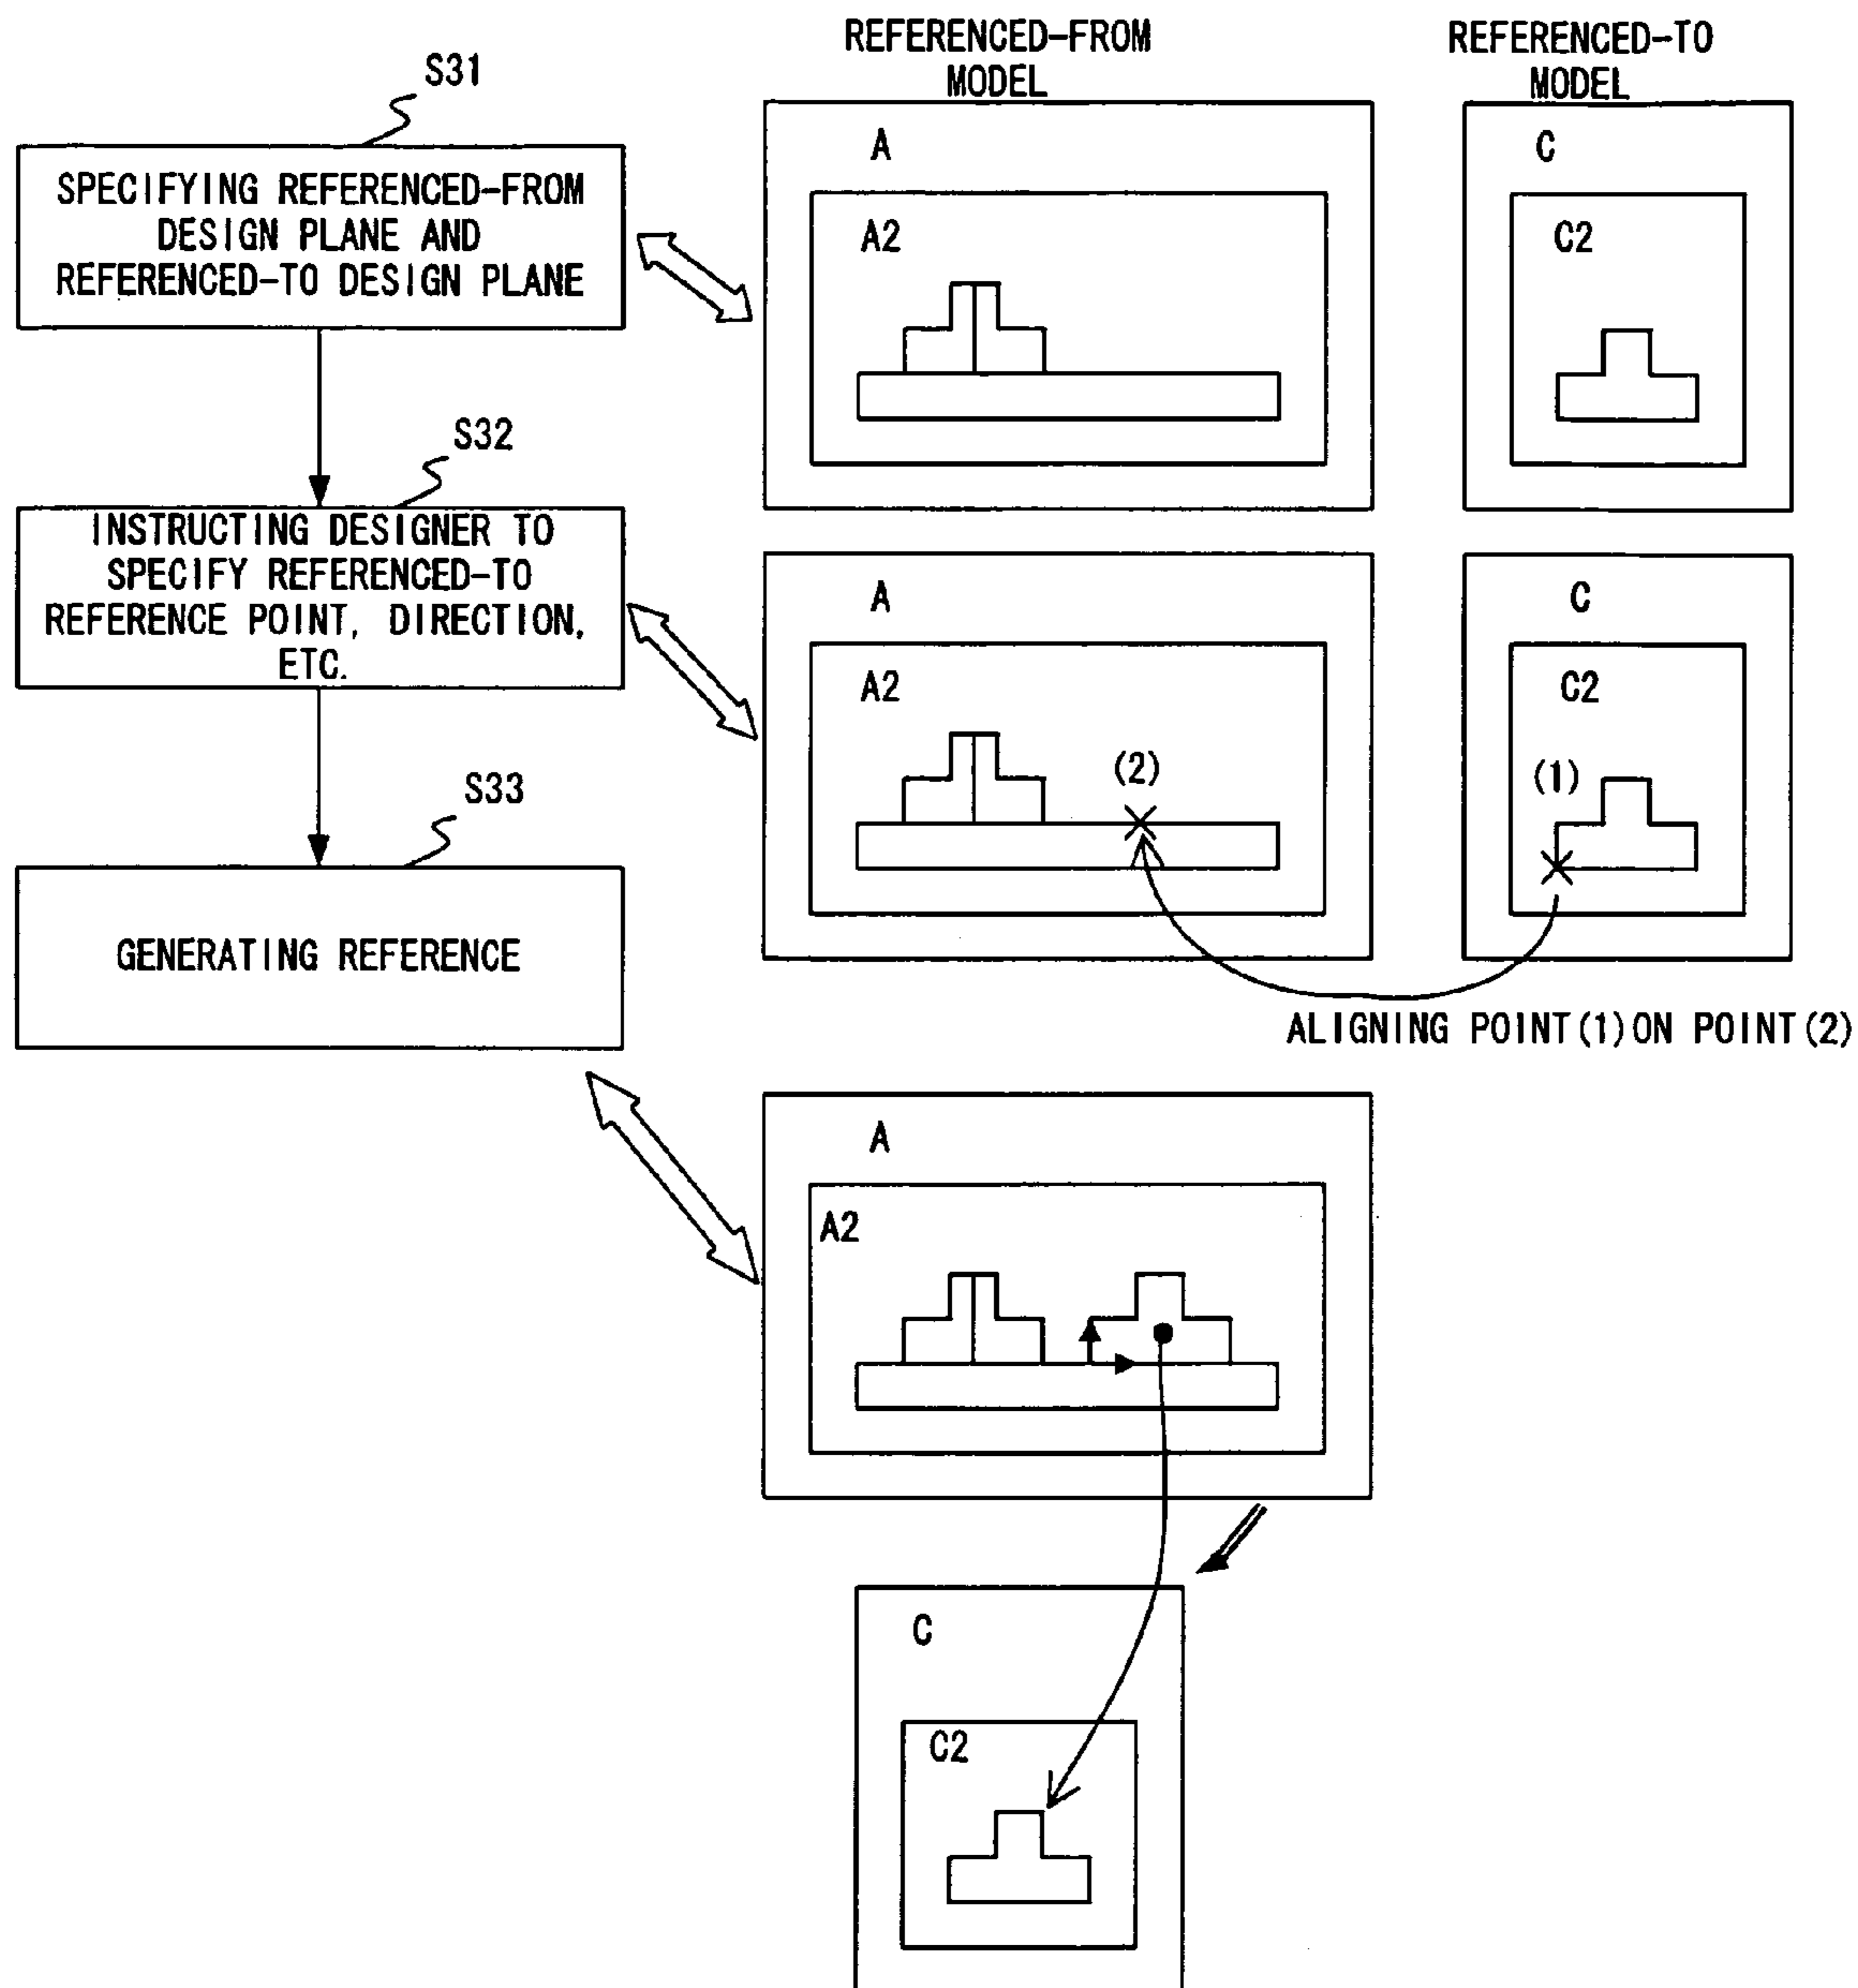 REFERENCED-FROM
MODEL
REFERENCED-TO
MODEL
S31
SPECIFYING REFERENCED-FROM
DESIGN PLANE AND
REFERENCED-TO DESIGN PLANE
A
A2
C
C2
S32
INSTRUCTING DESIGNER TO
SPECIFY REFERENCED-TO
REFERENCE POINT, DIRECTION,
ETC.
A
A2
(2)
C
C2
(1)
ALIGNING POINT(1)ON POINT(2)
S33
GENERATING REFERENCE
A
A2
C
C2